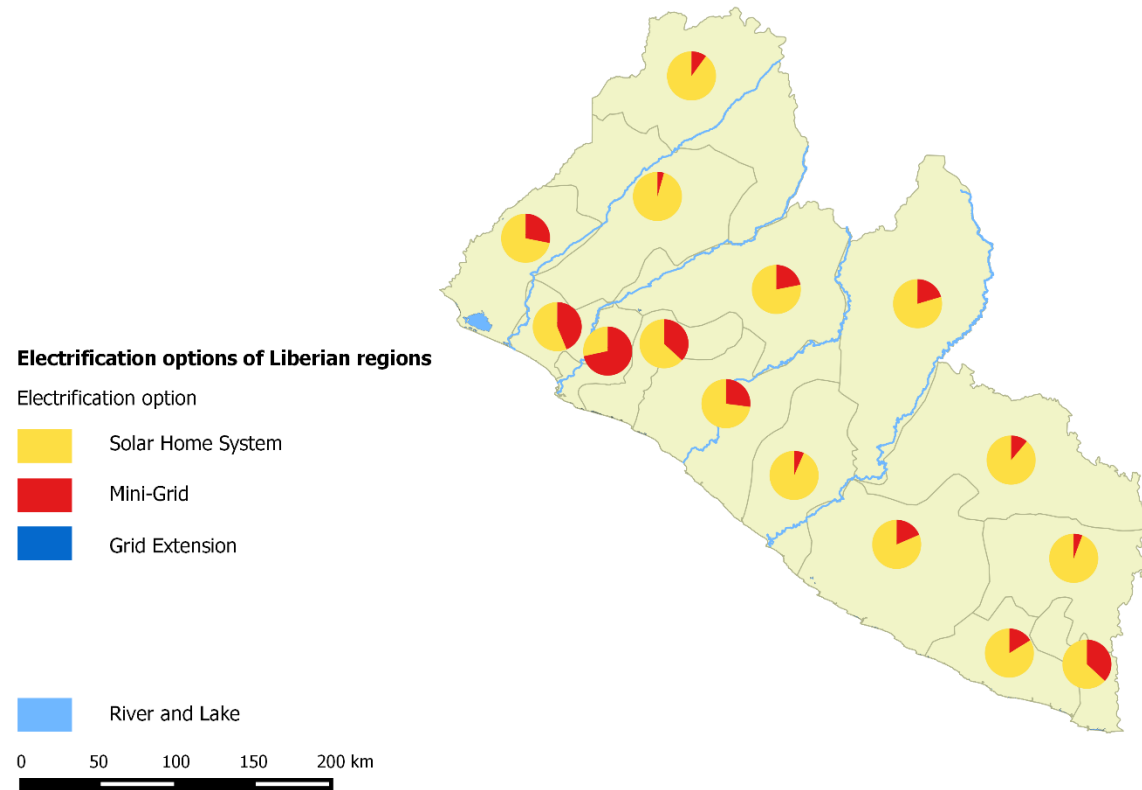 Electrification options of Liberian regions
Electrification option
Solar Home System
Mini-Grid
Grid Extension
River and Lake
0 50 100 150 200 km